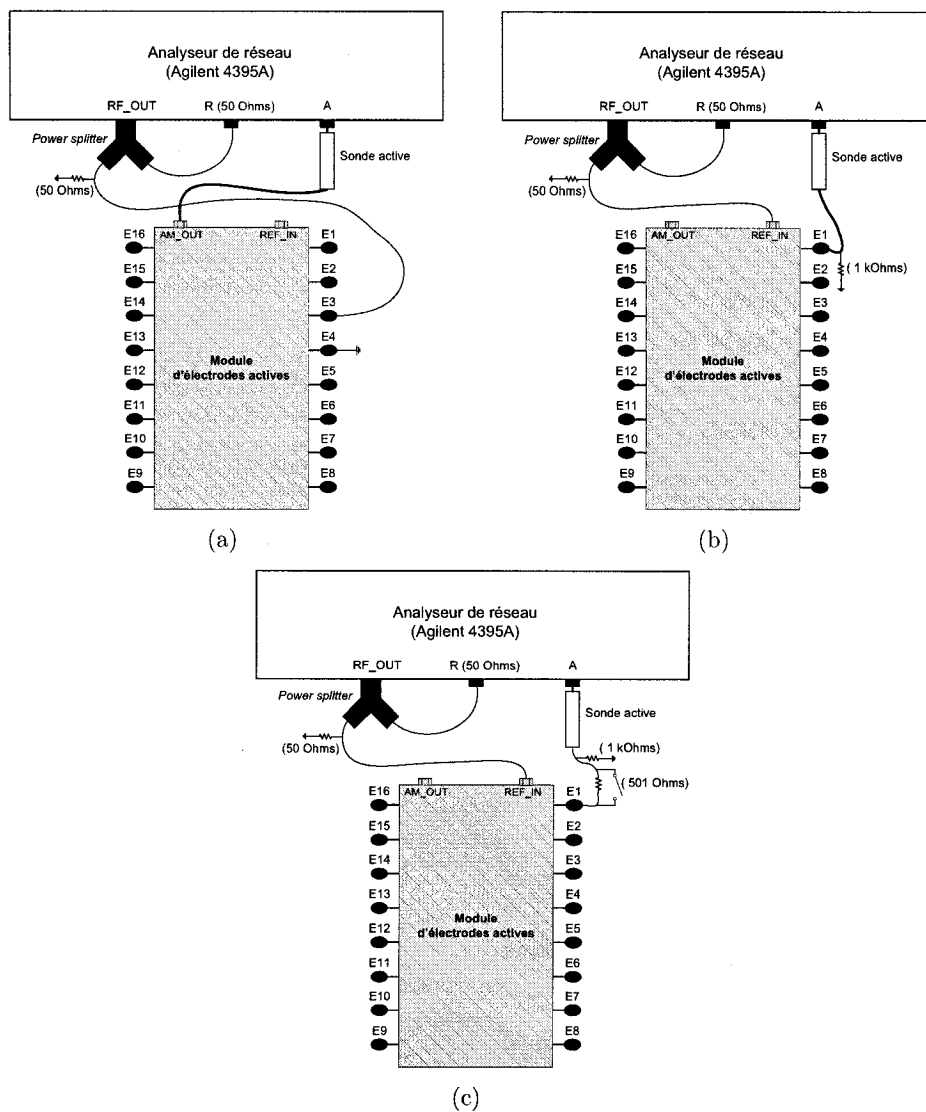 Analyseur de réseau
(Agilent 4395A)
RF_OUT
R (50 Ohms)
A
Power splitter
Sonde active
(50 Ohms)
AM_OUT
REF_IN
E16
E1
E15
E2
E14
E3
E13
E4
Module
d'électrodes actives
E12
E5
E11
E6
E10
E7
E9
E8
(a)
Analyseur de réseau
(Agilent 4395A)
RF_OUT
R (50 Ohms)
A
Power splitter
Sonde active
(50 Ohms)
AM_OUT
REF_IN
E16
E1
( 1 kOhms)
E15
E2
E14
E3
E13
E4
Module
d'électrodes actives
E12
E5
E11
E6
E10
E7
E9
E8
(b)
Analyseur de réseau
(Agilent 4395A)
RF_OUT
R (50 Ohms)
A
Power splitter
Sonde active
(50 Ohms)
( 1 kOhms)
( 501 Ohms)
AM_OUT
REF_IN
E16
E1
E15
E2
E14
E3
E13
E4
Module
d'électrodes actives
E12
E5
E11
E6
E10
E7
E9
E8
(c)